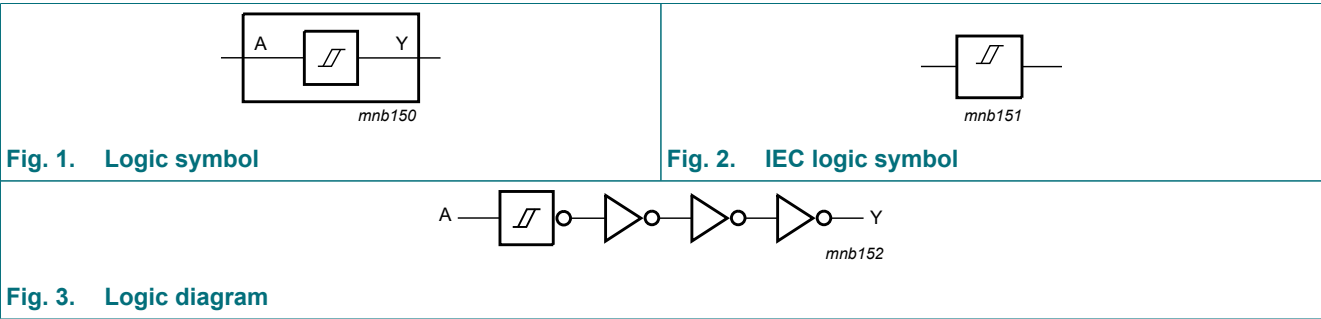 A Y
mnb150
Fig. 1. Logic symbol
mnb151
Fig. 2. IEC logic symbol
A Y
mnb152
Fig. 3. Logic diagram